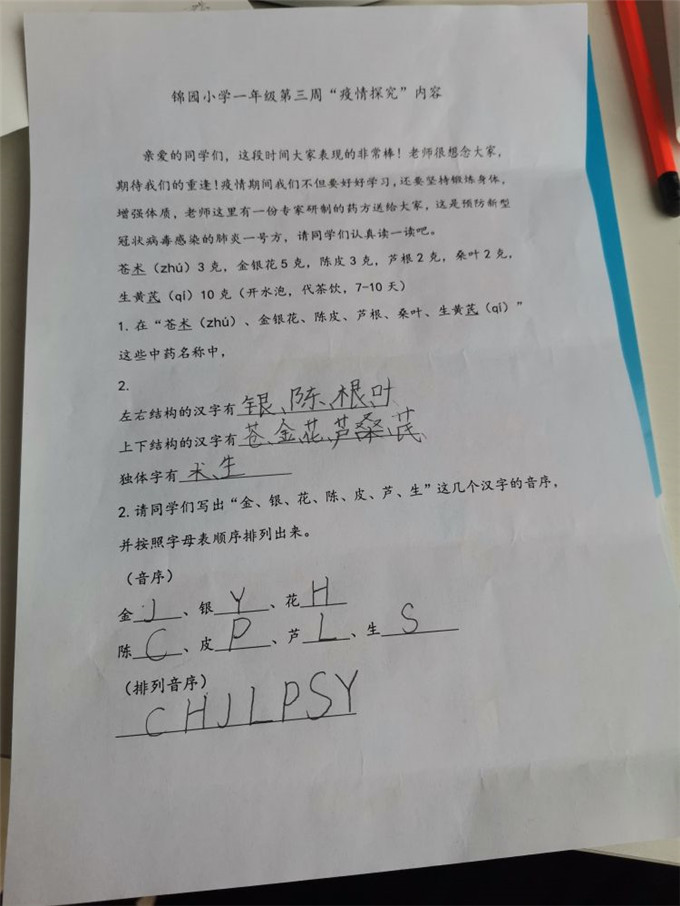 锦园小学一年级第三周“疫情探究”内容
亲爱的同学们，这段时间大家表现的非常棒！老师很想念大家，
期待我们的重逢！疫情期间我们不但要好好学习，还要坚持锻炼身体，
增强体质，老师这里有一份专家研制的药方送给大家，这是预防新型
冠状病毒感染的肺炎一号方，请同学们认真读一读吧。
苍术（zhú）3克，金银花5克，陈皮3克，芦根2克，桑叶2克，
生黄芪（qí）10克（开水泡，代茶饮，7-10天）
1. 在“苍术（zhú）、金银花、陈皮、芦根、桑叶、生黄芪（qí）”
这些中药名称中，
2.
左右结构的汉字有银、陈、根、叶
上下结构的汉字有苍、金、花、芦、桑、芪
独体字有术、生
2. 请同学们写出“金、银、花、陈、皮、芦、生”这几个汉字的音序，
并按照字母表顺序排列出来。
（音序）
金J、银Y、花H
陈C、皮P、芦L、生S
（排列音序）
CHJLPSY